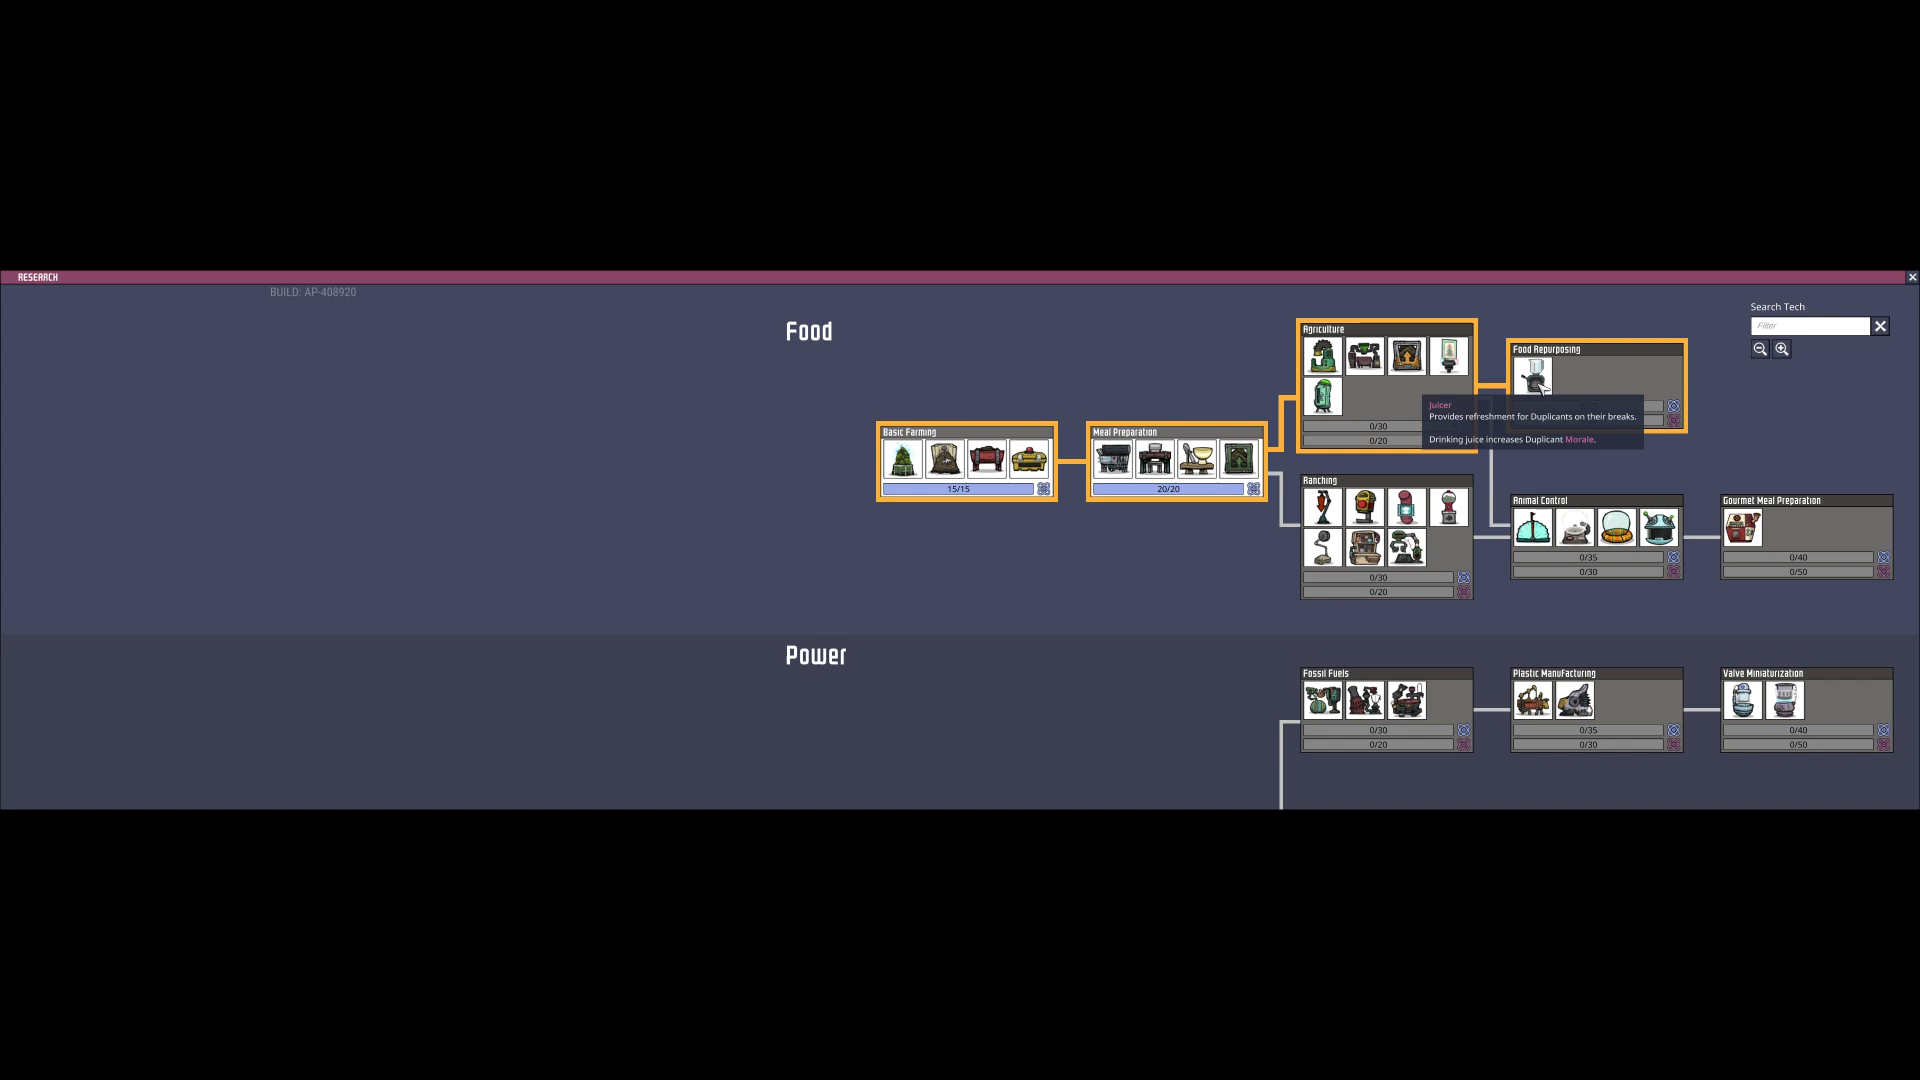 RESEARCH
BUILD: AP-408920
Search Tech
Filter
Food
Agriculture
0/30
0/20
Food Repurposing
Juicer
Provides refreshment for Duplicants on their breaks.
Drinking juice increases Duplicant Morale.
Basic Farming
15/15
Meal Preparation
20/20
Ranching
0/30
0/20
Animal Control
0/35
0/30
Gourmet Meal Preparation
0/40
0/50
Power
Fossil Fuels
0/30
0/20
Plastic Manufacturing
0/35
0/30
Valve Miniaturization
0/40
0/50